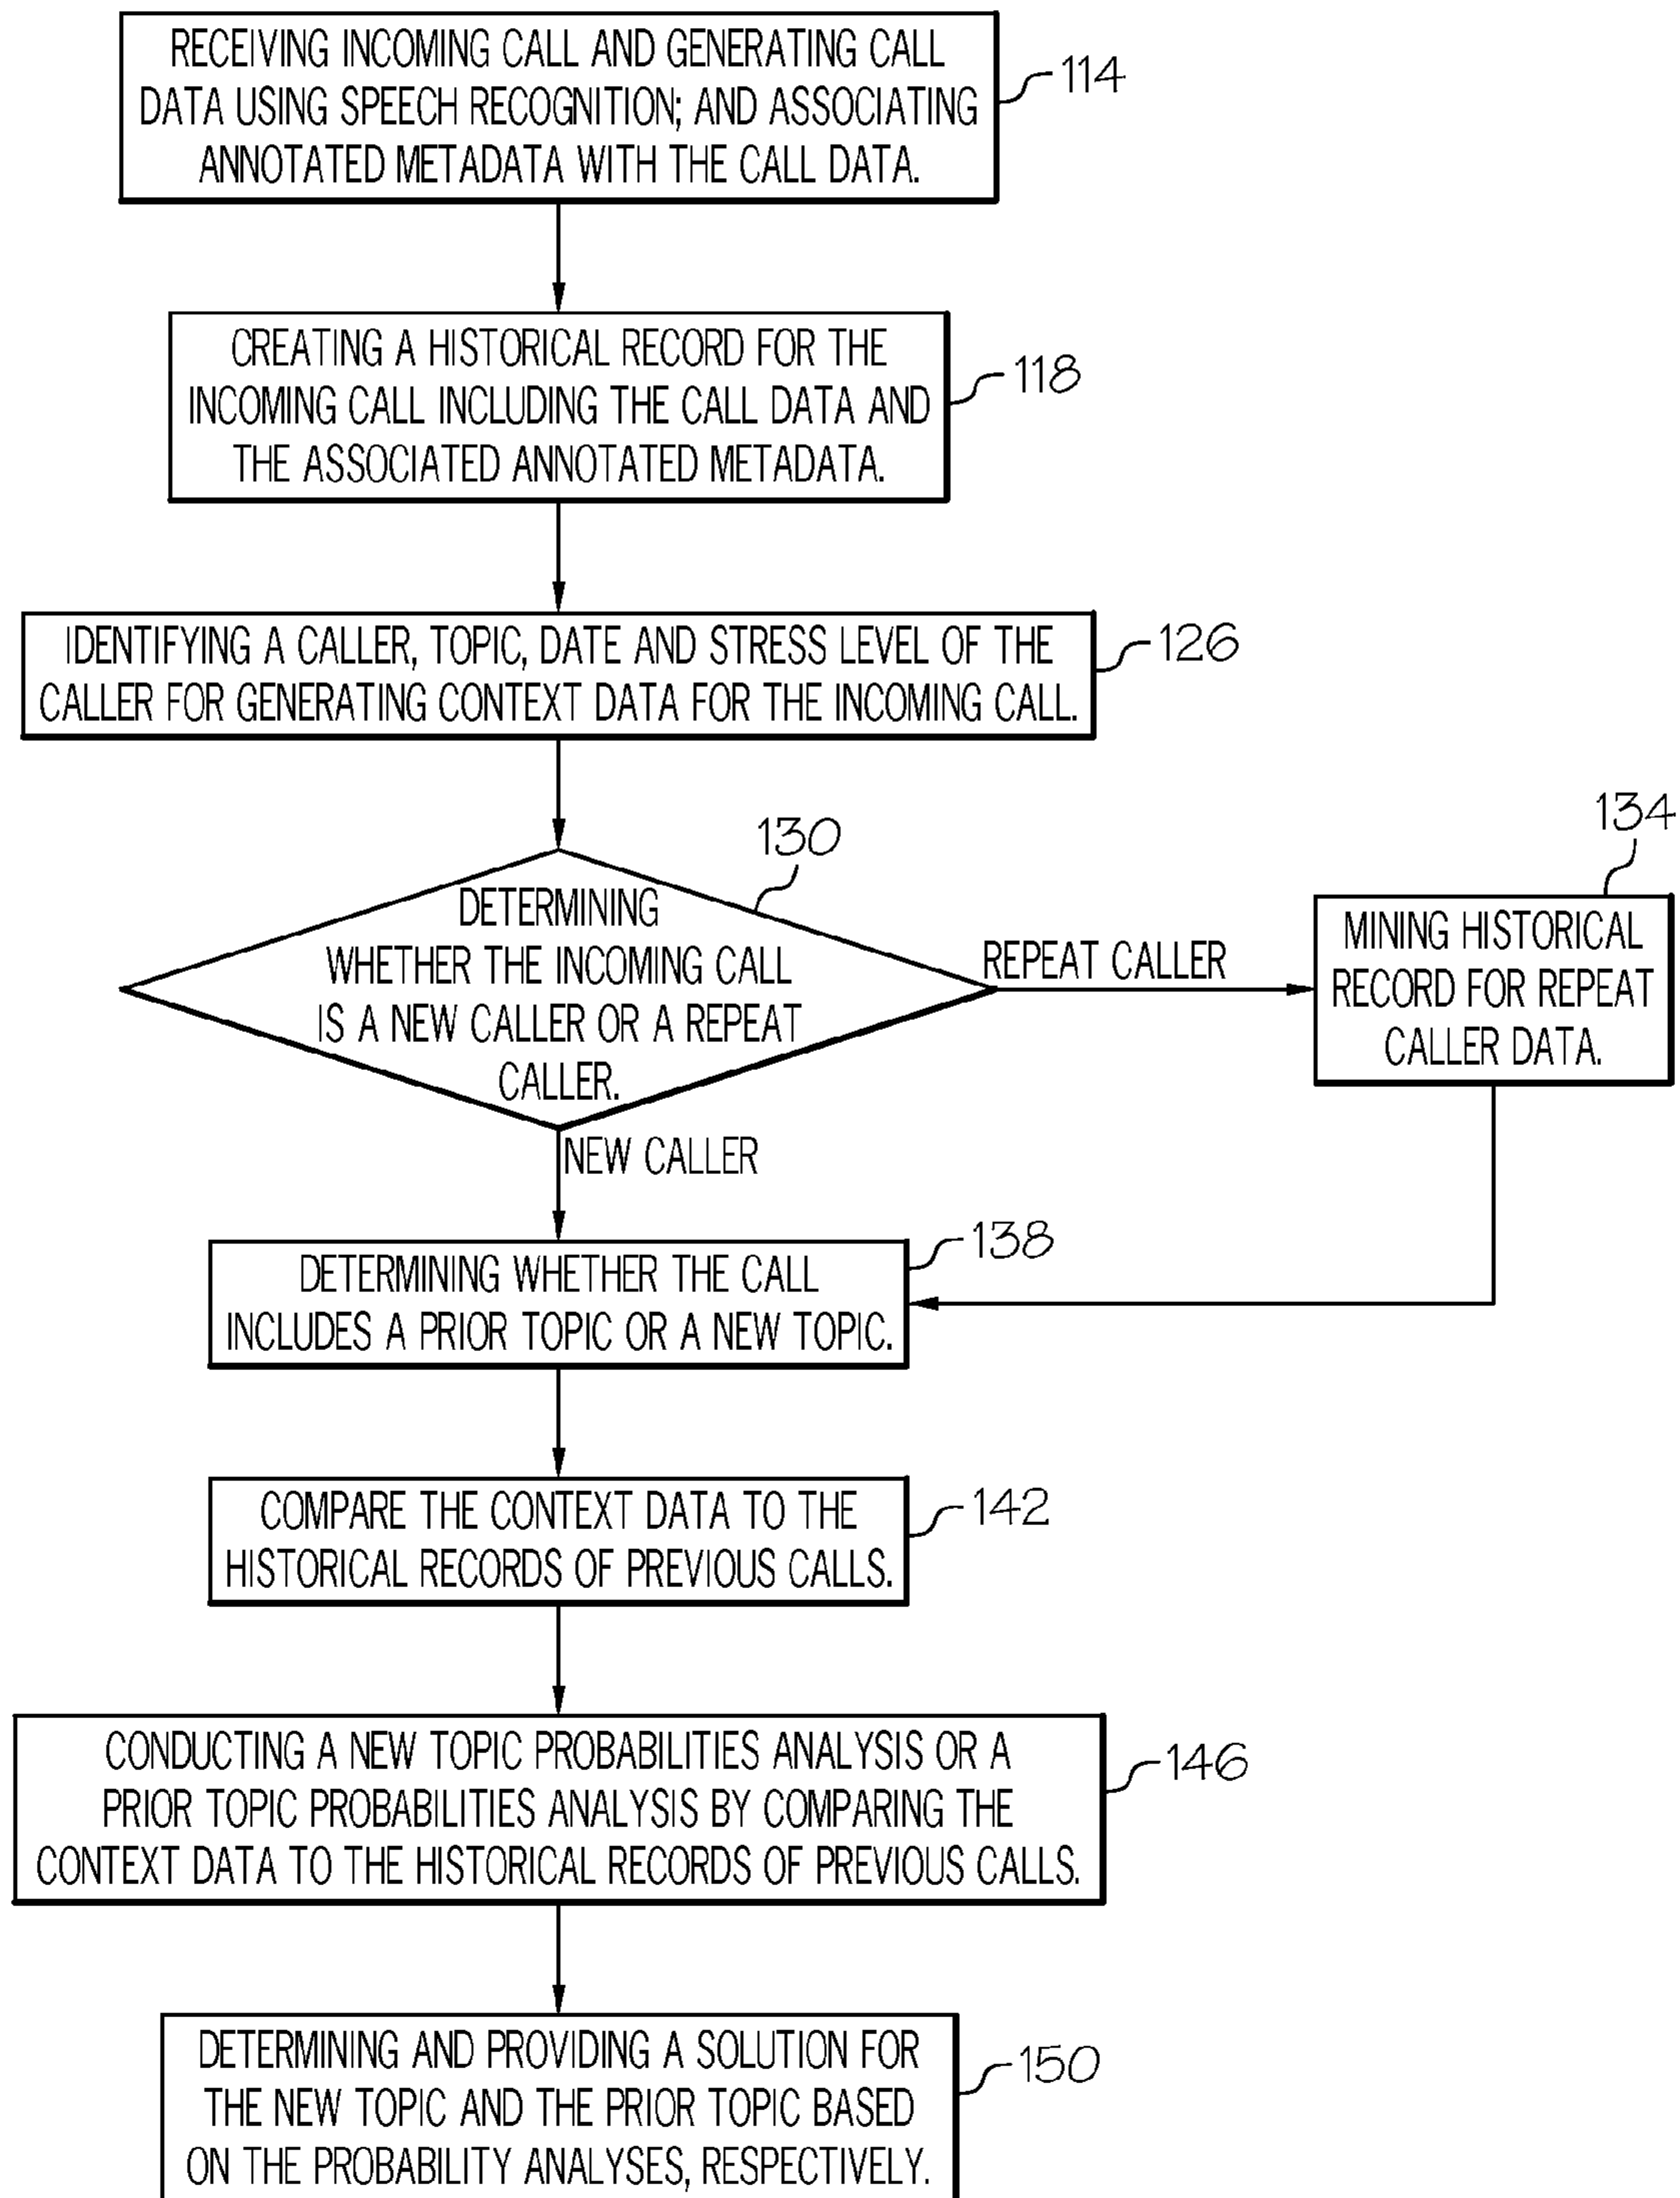 RECEIVING INCOMING CALL AND GENERATING CALL
DATA USING SPEECH RECOGNITION; AND ASSOCIATING
ANNOTATED METADATA WITH THE CALL DATA.
114
CREATING A HISTORICAL RECORD FOR THE
INCOMING CALL INCLUDING THE CALL DATA AND
THE ASSOCIATED ANNOTATED METADATA.
118
IDENTIFYING A CALLER, TOPIC, DATE AND STRESS LEVEL OF THE
CALLER FOR GENERATING CONTEXT DATA FOR THE INCOMING CALL.
126
130
DETERMINING
WHETHER THE INCOMING CALL
IS A NEW CALLER OR A REPEAT
CALLER.
REPEAT CALLER
134
MINING HISTORICAL
RECORD FOR REPEAT
CALLER DATA.
NEW CALLER
138
DETERMINING WHETHER THE CALL
INCLUDES A PRIOR TOPIC OR A NEW TOPIC.
142
COMPARE THE CONTEXT DATA TO THE
HISTORICAL RECORDS OF PREVIOUS CALLS.
146
CONDUCTING A NEW TOPIC PROBABILITIES ANALYSIS OR A
PRIOR TOPIC PROBABILITIES ANALYSIS BY COMPARING THE
CONTEXT DATA TO THE HISTORICAL RECORDS OF PREVIOUS CALLS.
150
DETERMINING AND PROVIDING A SOLUTION FOR
THE NEW TOPIC AND THE PRIOR TOPIC BASED
ON THE PROBABILITY ANALYSES, RESPECTIVELY.